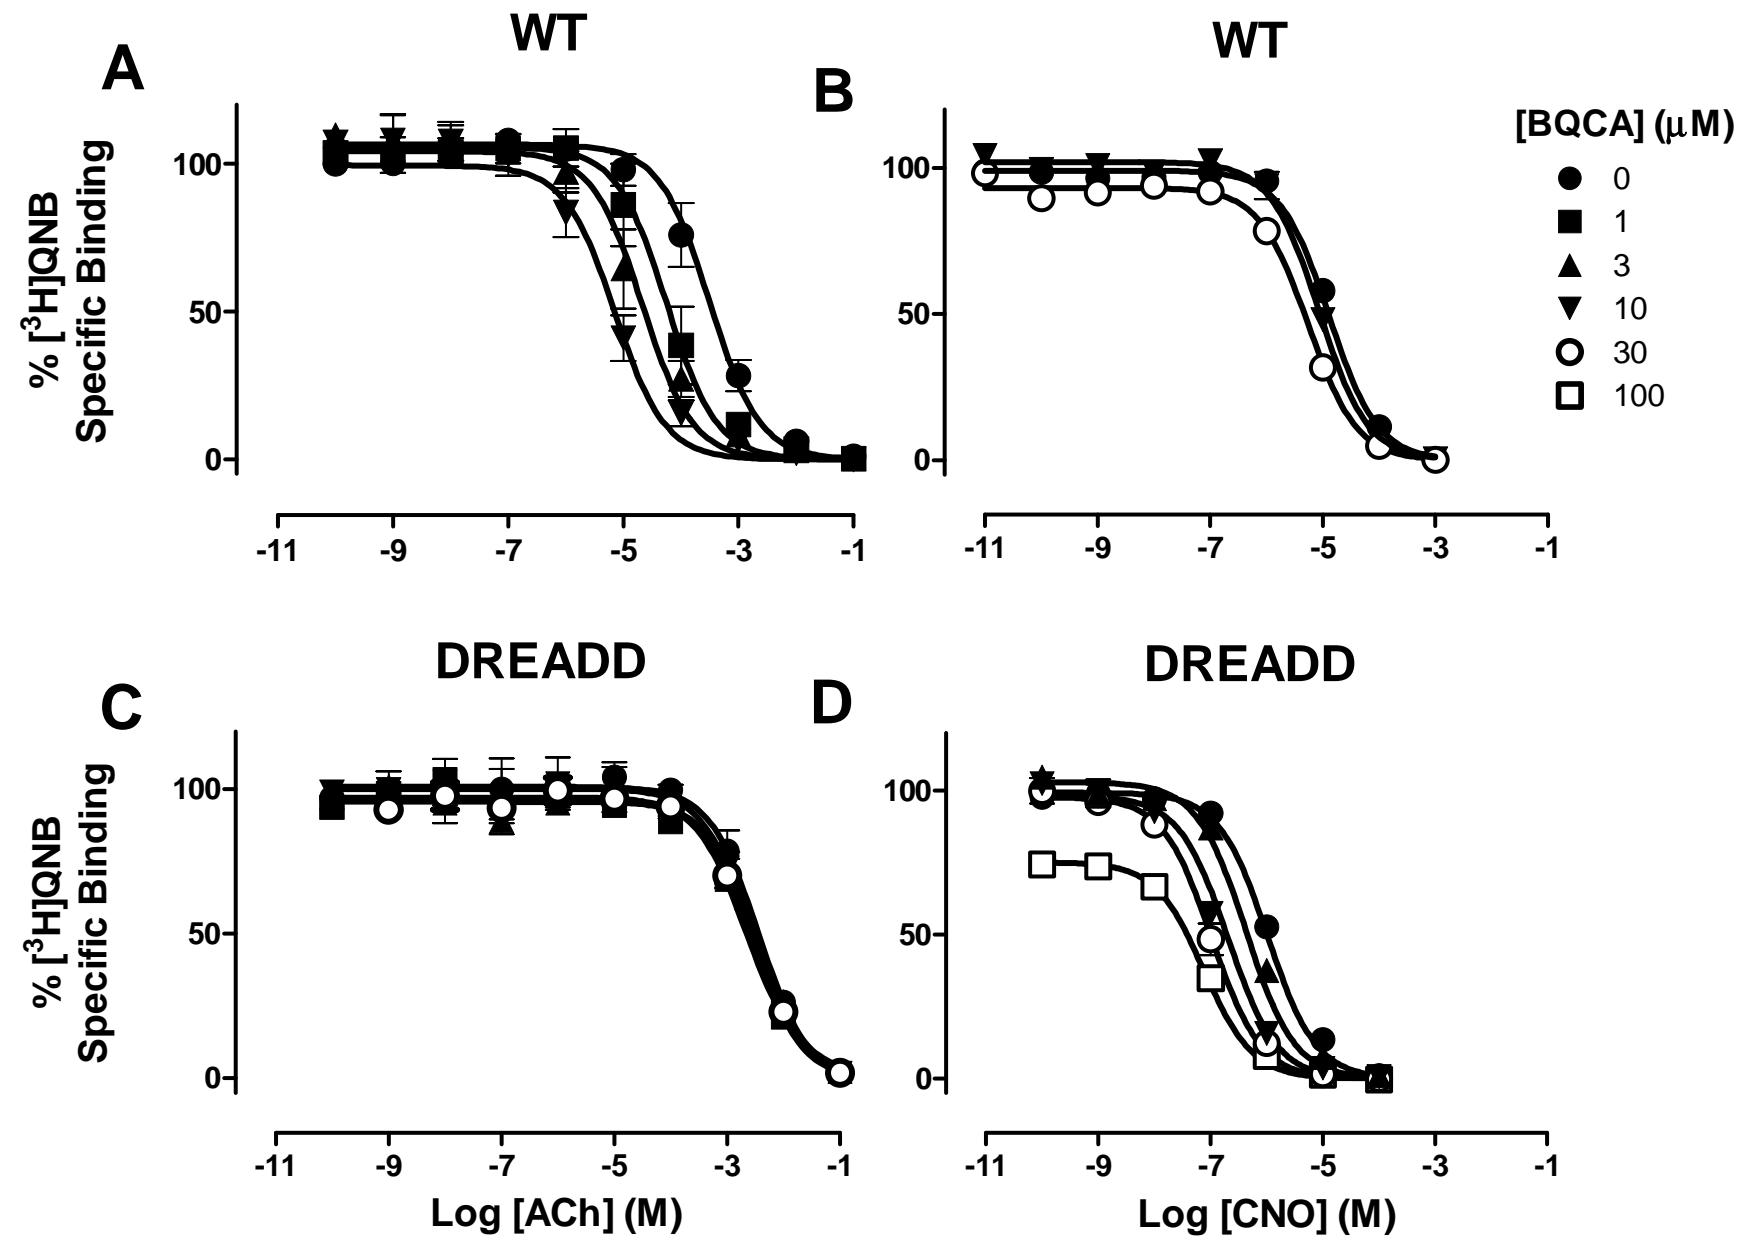 A
WT
% [³H]QNB
Specific Binding
100
50
0
-11 -9 -7 -5 -3 -1
B
WT
100
50
0
-11 -9 -7 -5 -3 -1
[BQCA] (μM)
0
1
3
10
30
100
C
DREADD
% [³H]QNB
Specific Binding
100
50
0
-11 -9 -7 -5 -3 -1
Log [ACh] (M)
D
DREADD
100
50
0
-11 -9 -7 -5 -3 -1
Log [CNO] (M)